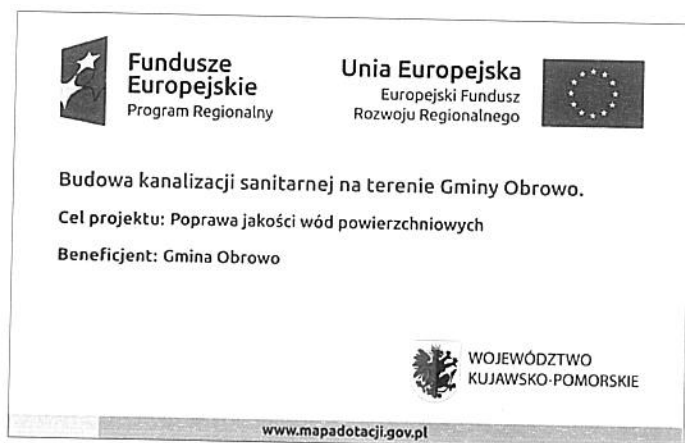 Fundusze
Europejskie
Program Regionalny
Unia Europejska
Europejski Fundusz
Rozwoju Regionalnego
Budowa kanalizacji sanitarnej na terenie Gminy Obrowo.
Cel projektu: Poprawa jakości wód powierzchniowych
Beneficjent: Gmina Obrowo
WOJEWÓDZTWO
KUJAWSKO-POMORSKIE
www.mapadotacji.gov.pl